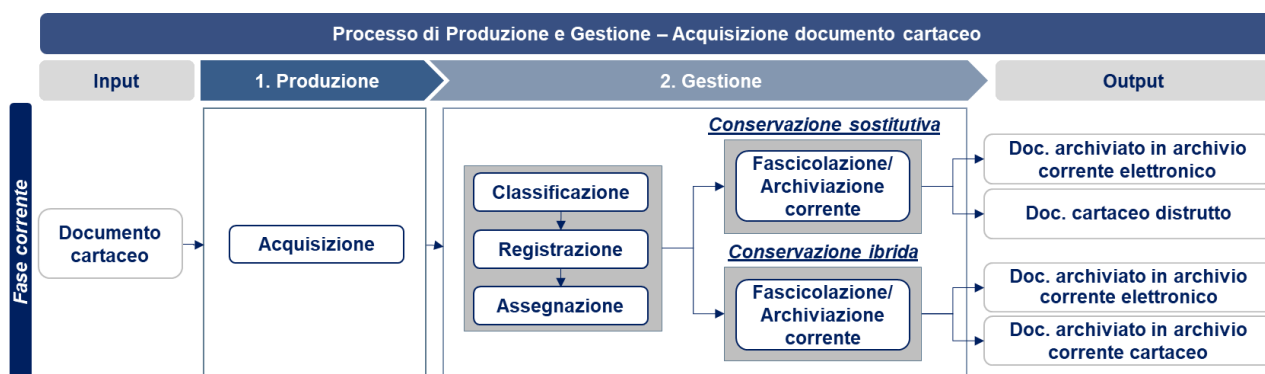 Processo di Produzione e Gestione – Acquisizione documento cartaceo
Input
1. Produzione
2. Gestione
Output
Fase corrente
Documento
cartaceo
Acquisizione
Classificazione
Registrazione
Assegnazione
Conservazione sostitutiva
Fascicolazione/
Archiviazione
corrente
Conservazione ibrida
Fascicolazione/
Archiviazione
corrente
Doc. archiviato in archivio
corrente elettronico
Doc. cartaceo distrutto
Doc. archiviato in archivio
corrente elettronico
Doc. archiviato in archivio
corrente cartaceo